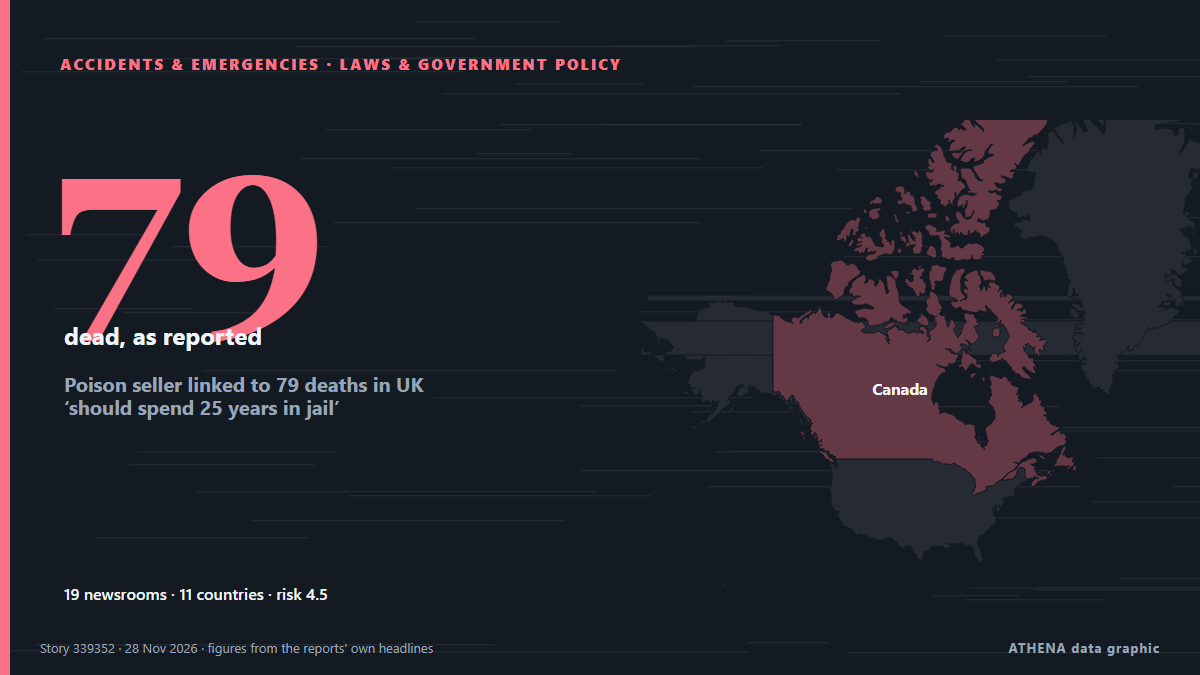 ACCIDENTS & EMERGENCIES · LAWS & GOVERNMENT POLICY
79
dead, as reported
Poison seller linked to 79 deaths in UK
‘should spend 25 years in jail’
Canada
19 newsrooms · 11 countries · risk 4.5
Story 339352 · 28 Nov 2026 · figures from the reports' own headlines
ATHENA data graphic